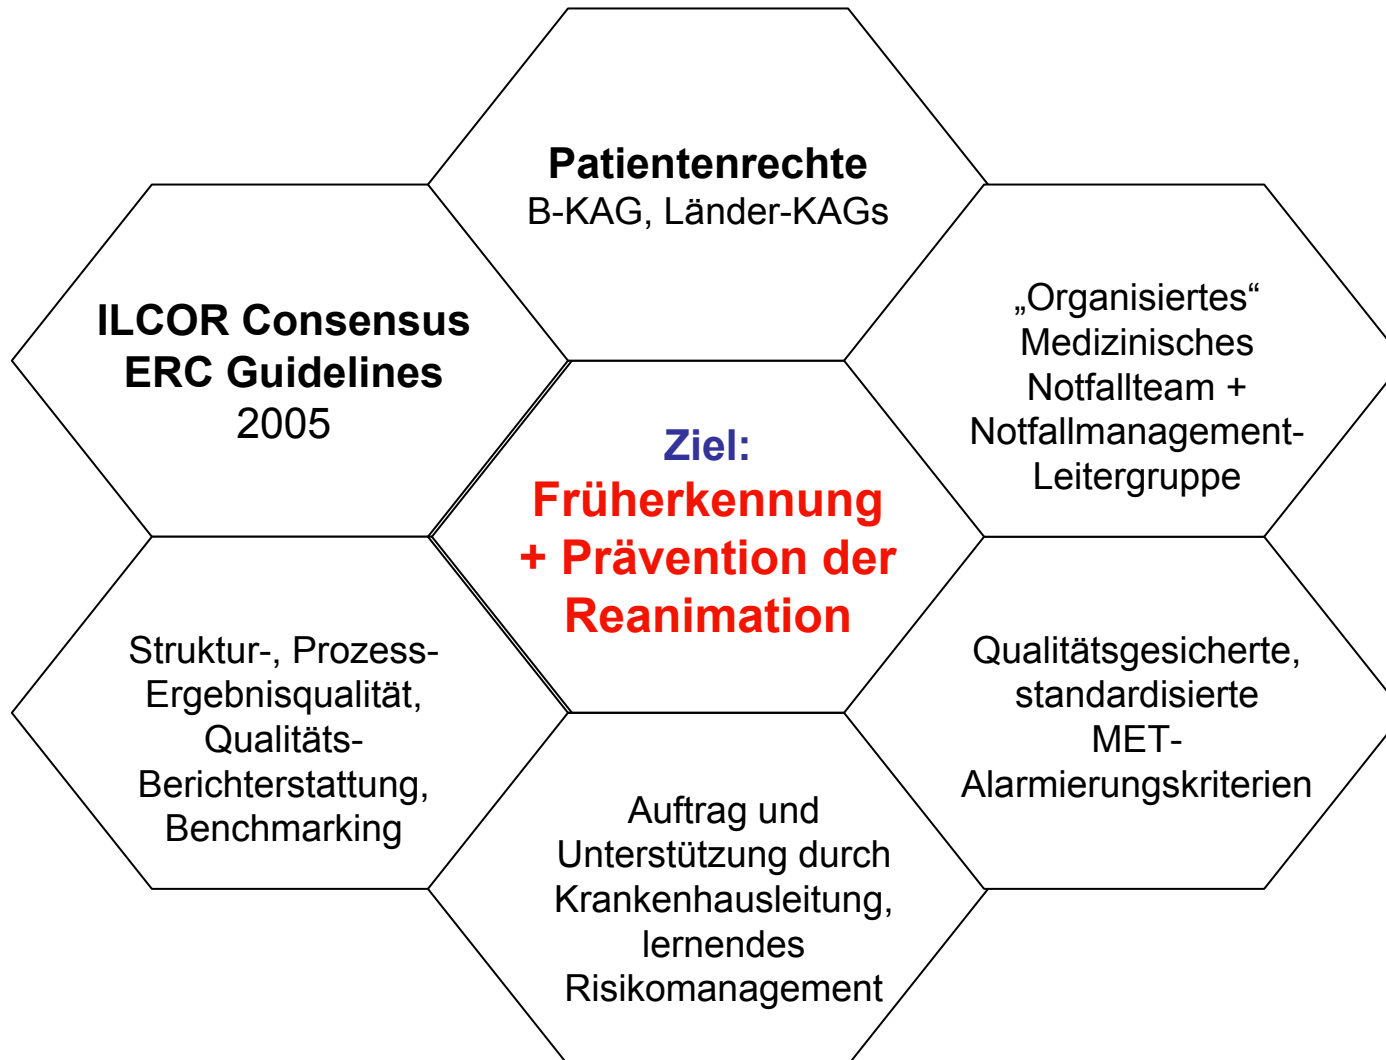 Patientenrechte
B-KAG, Länder-KAGs
ILCOR Consensus
ERC Guidelines
2005
„Organisiertes“
Medizinisches
Notfallteam +
Notfallmanagement-
Leitergruppe
Ziel:
Früherkennung
+ Prävention der
Reanimation
Struktur-, Prozess-
Ergebnisqualität,
Qualitäts-
Berichterstattung,
Benchmarking
Qualitätsgesicherte,
standardisierte
MET-
Alarmierungskriterien
Auftrag und
Unterstützung durch
Krankenhausleitung,
lernendes
Risikomanagement